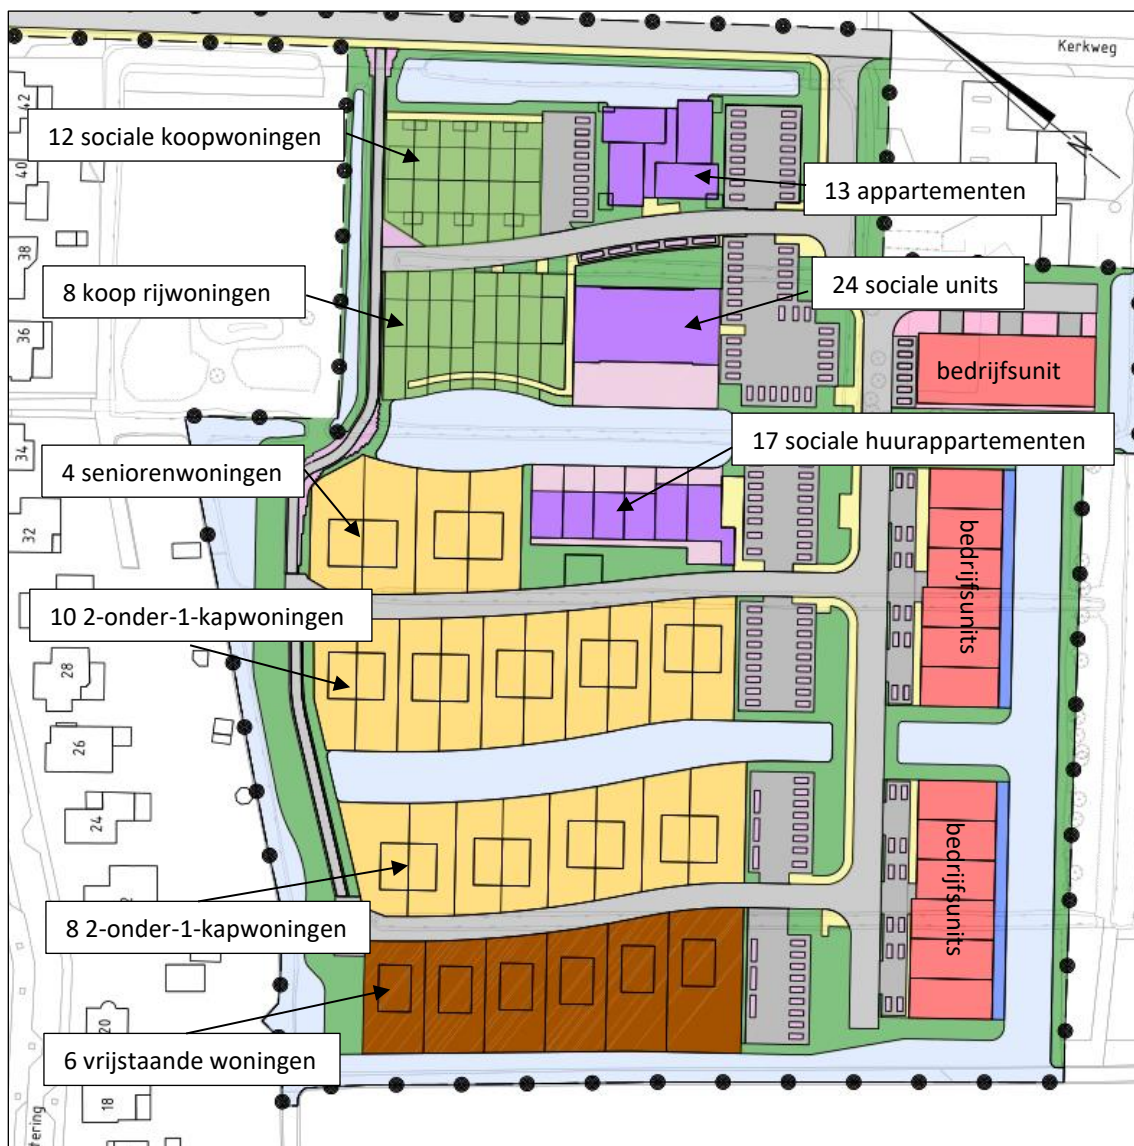 Kerkweg
42
12 sociale koopwoningen
40
N
13 appartementen
38
8 koop rijwoningen
24 sociale units
36
bedrijfsunit
34
17 sociale huurappartementen
4 seniorenwoningen
32
bedrijfsunits
10 2-onder-1-kapwoningen
28
26
24
bedrijfsunits
2
8 2-onder-1-kapwoningen
20
6 vrijstaande woningen
18
tering